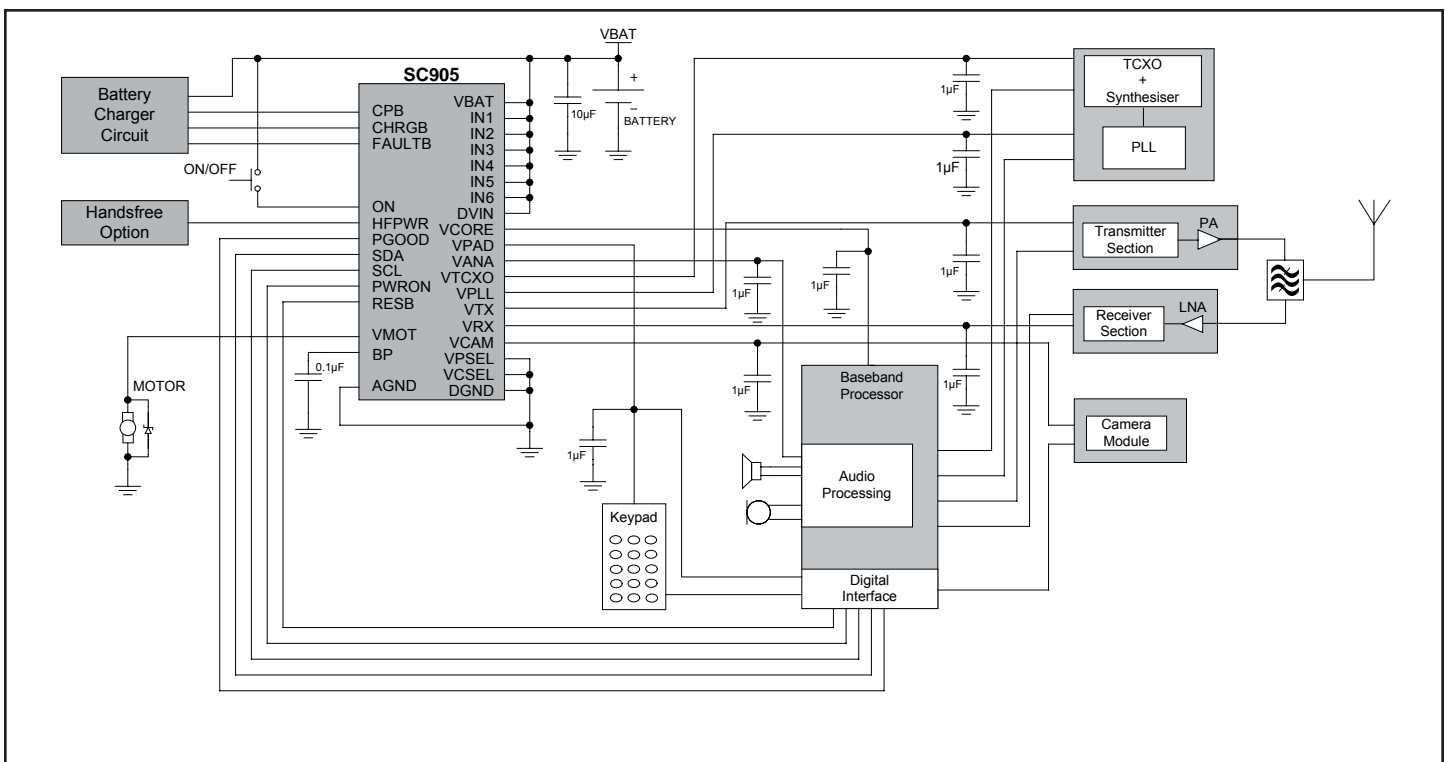 VBAT
SC905
Battery
Charger
Circuit
CPB
CHRGB
FAULTB
ON/OFF
ON
Handsfree
Option
HFPWR
PGOOD
SDA
SCL
PWRON
RESB
VMOT
BP
AGND
VBAT
IN1
IN2
IN3
IN4
IN5
IN6
DVIN
VCORE
VPAD
VANA
VTCXO
VPLL
VTX
VRX
VCAM
VPSEL
VCSEL
DGND
10µF
+
–
BATTERY
0.1µF
MOTOR
1µF
1µF
1µF
1µF
1µF
1µF
1µF
1µF
TCXO
+
Synthesiser
PLL
PA
Transmitter
Section
LNA
Receiver
Section
Camera
Module
Baseband
Processor
Audio
Processing
Digital
Interface
Keypad